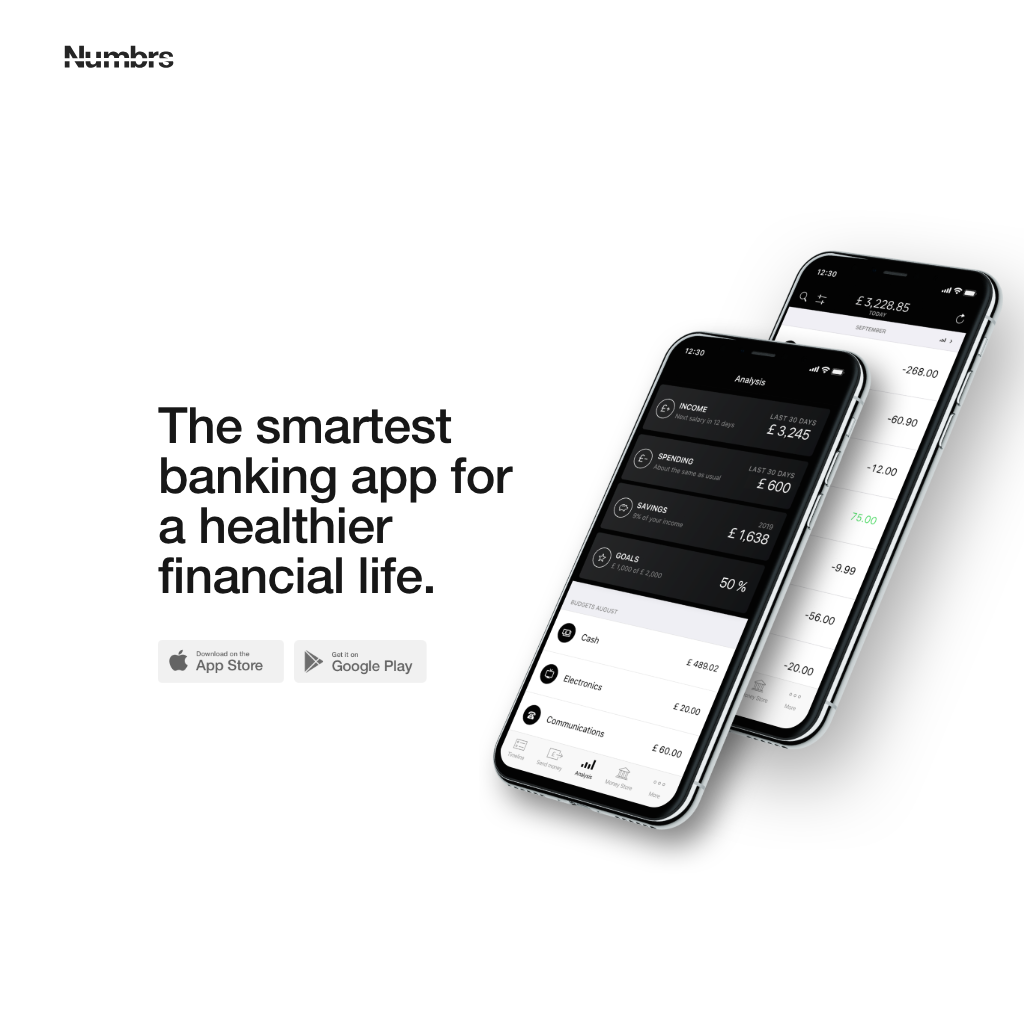 Numbrs
The smartest
banking app for
a healthier
financial life.
Download on the
App Store
Get it on
Google Play
12:30
Analysis
INCOME
Next salary in 12 days
LAST 30 DAYS
£ 3,245
SPENDING
About the same as usual
LAST 30 DAYS
£ 600
SAVINGS
9% of your income
2019
£ 1,638
GOALS
£ 1,000 of £ 2,000
50 %
BUDGETS AUGUST
Cash
£ 489.02
Electronics
£ 20.00
Communications
£ 60.00
Timeline
Send money
Analysis
Money Store
More
12:30
£ 3,228.85
TODAY
SEPTEMBER
-268.00
-60.90
-12.00
75.00
-9.99
-56.00
-20.00
Money Store
More